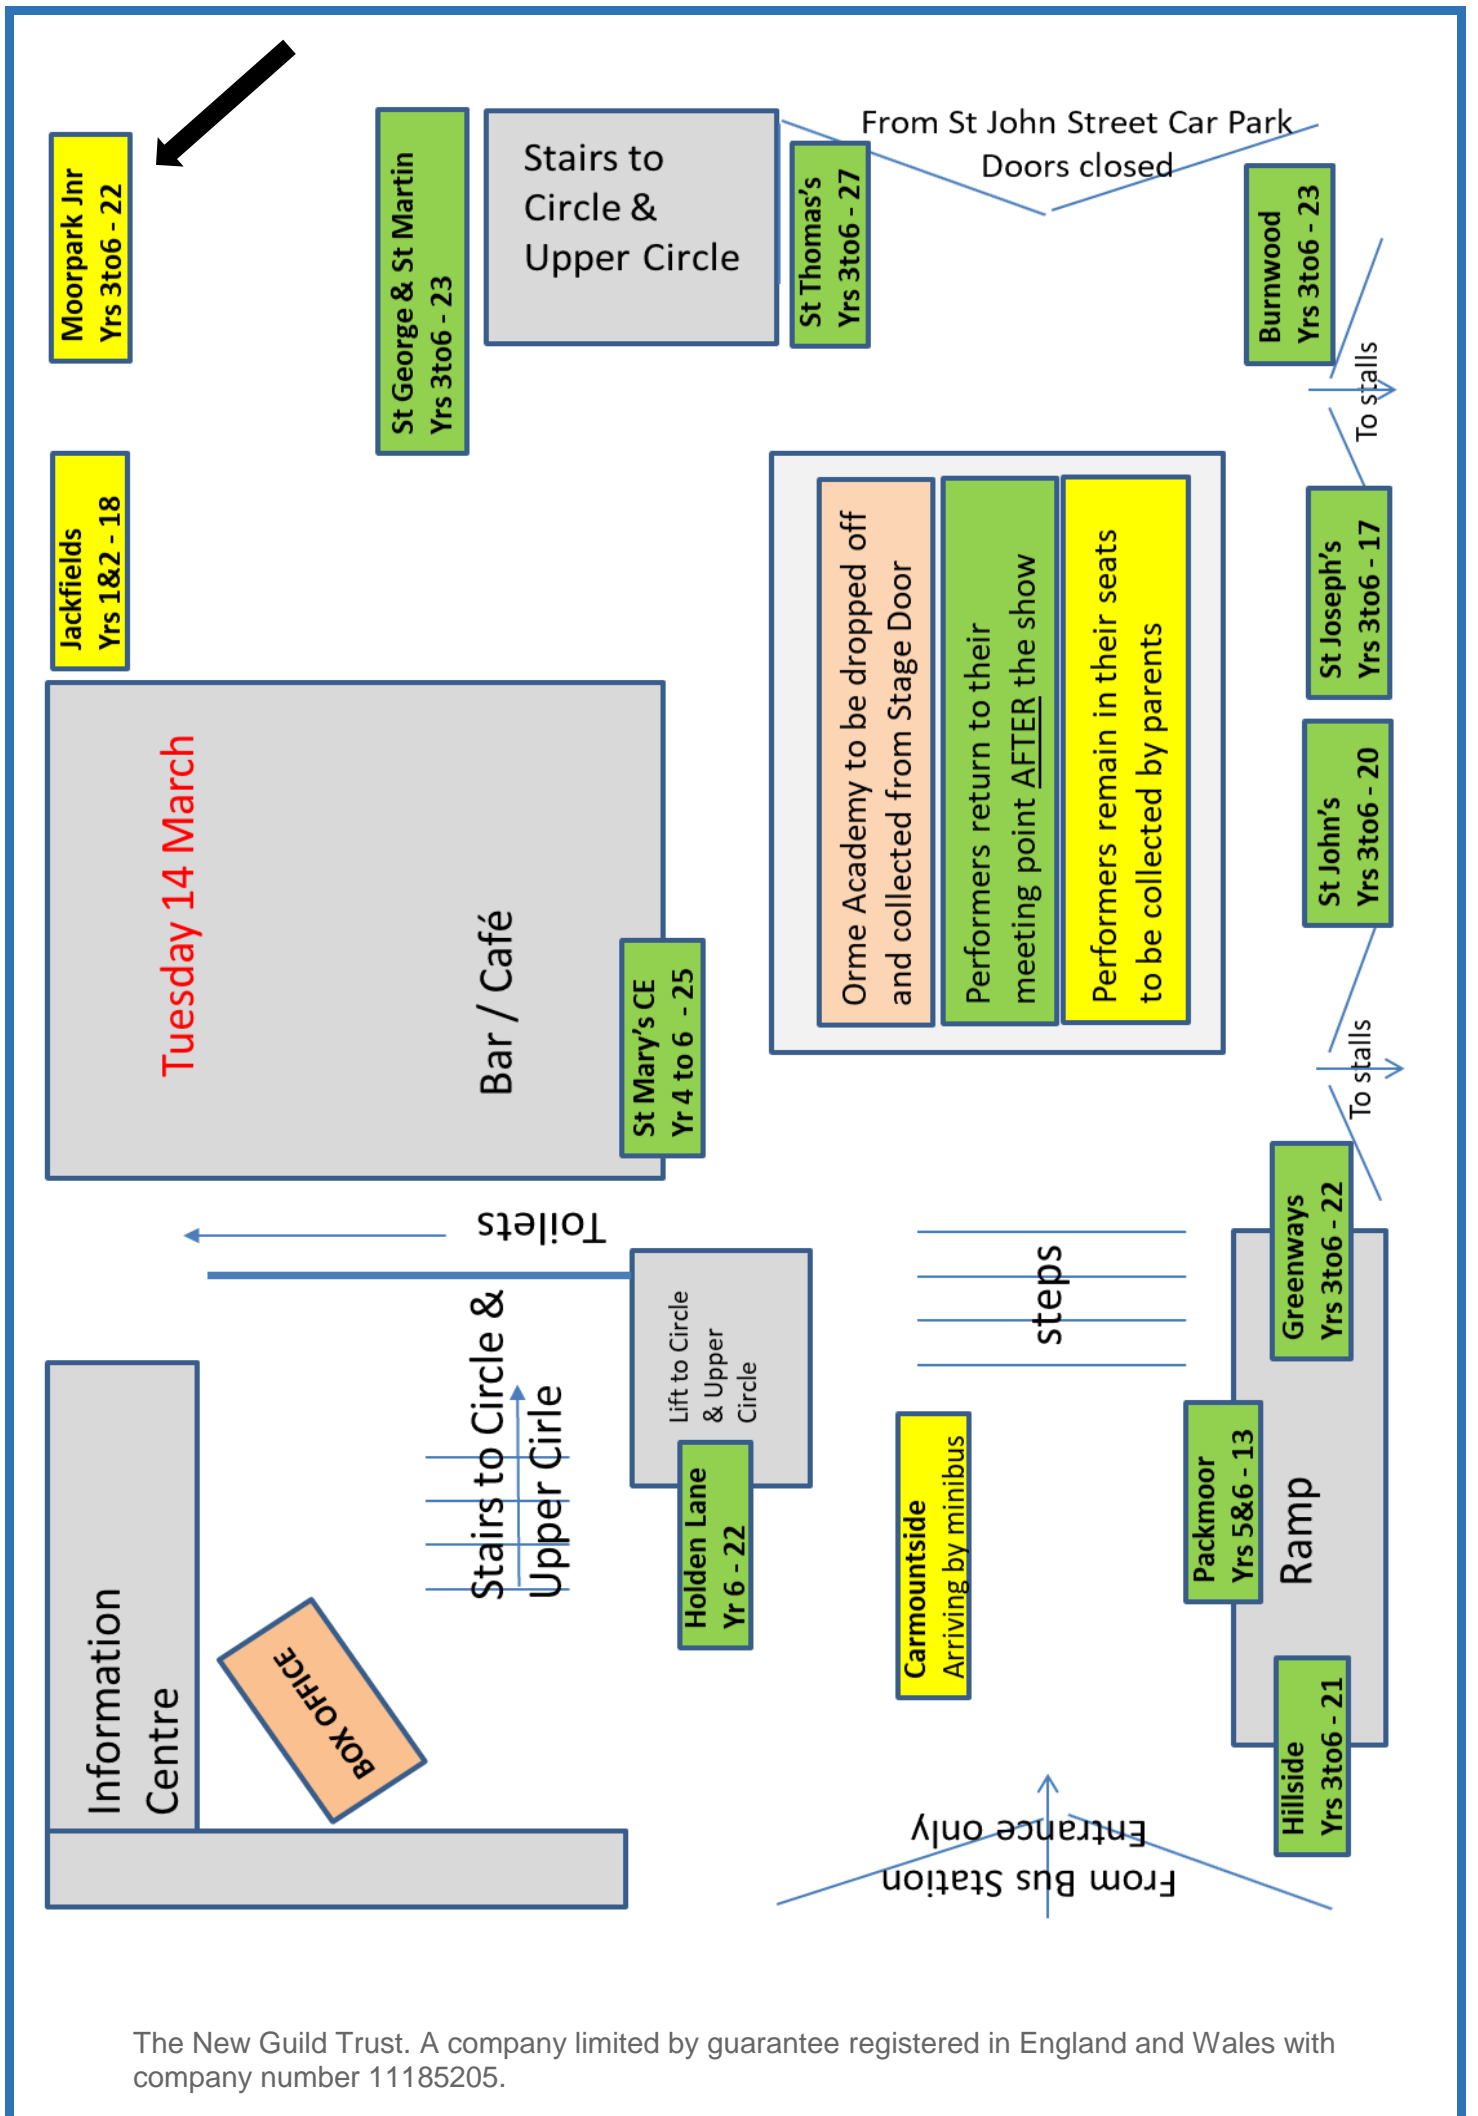 Moorpark Jnr
Yrs 3to6 - 22
St George & St Martin
Yrs 3to6 - 23
Stairs to
Circle &
Upper Circle
St Thomas's
Yrs 3to6 - 27
From St John Street Car Park
Doors closed
Burnwood
Yrs 3to6 - 23
To stalls
Jackfields
Yrs 1&2 - 18
Tuesday 14 March
Bar / Café
St Mary's CE
Yr 4 to 6  - 25
Orme Academy to be dropped off
and collected from Stage Door
Performers return to their
meeting point AFTER the show
Performers remain in their seats
to be collected by parents
St Joseph's
Yrs 3to6 - 17
St John's
Yrs 3to6 - 20
To stalls
Toilets
Stairs to Circle &
Upper Cirle
Lift to Circle
& Upper
Circle
steps
Greenways
Yrs 3to6 - 22
Information
Centre
BOX OFFICE
Holden Lane
Yr 6 - 22
Carmountside
Arriving by minibus
Packmoor
Yrs 5&6 - 13
Ramp
Hillside
Yrs 3to6 - 21
From Bus Station
Entrance only
The New Guild Trust. A company limited by guarantee registered in England and Wales with
company number 11185205.